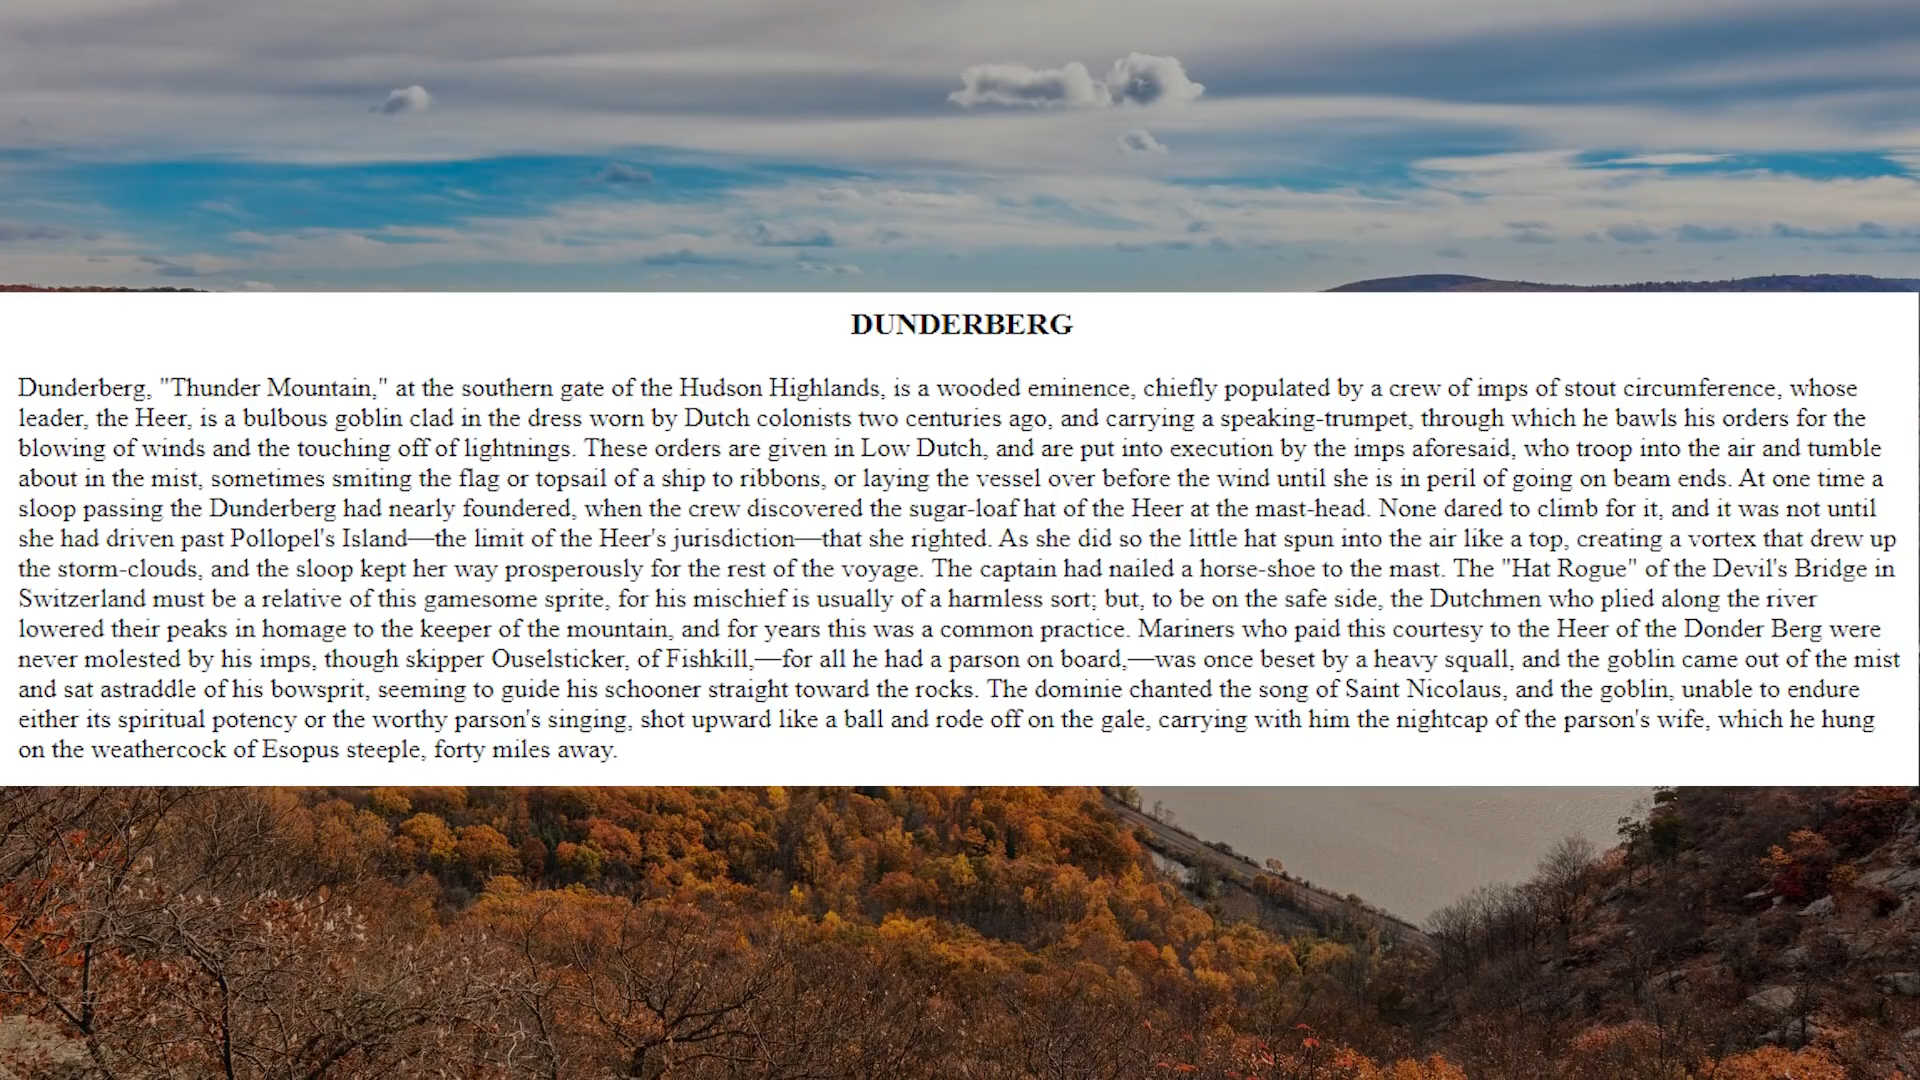 DUNDERBERG
Dunderberg, "Thunder Mountain," at the southern gate of the Hudson Highlands, is a wooded eminence, chiefly populated by a crew of imps of stout circumference, whose
leader, the Heer, is a bulbous goblin clad in the dress worn by Dutch colonists two centuries ago, and carrying a speaking-trumpet, through which he bawls his orders for the
blowing of winds and the touching off of lightnings. These orders are given in Low Dutch, and are put into execution by the imps aforesaid, who troop into the air and tumble
about in the mist, sometimes smiting the flag or topsail of a ship to ribbons, or laying the vessel over before the wind until she is in peril of going on beam ends. At one time a
sloop passing the Dunderberg had nearly foundered, when the crew discovered the sugar-loaf hat of the Heer at the mast-head. None dared to climb for it, and it was not until
she had driven past Pollopel's Island—the limit of the Heer's jurisdiction—that she righted. As she did so the little hat spun into the air like a top, creating a vortex that drew up
the storm-clouds, and the sloop kept her way prosperously for the rest of the voyage. The captain had nailed a horse-shoe to the mast. The "Hat Rogue" of the Devil's Bridge in
Switzerland must be a relative of this gamesome sprite, for his mischief is usually of a harmless sort; but, to be on the safe side, the Dutchmen who plied along the river
lowered their peaks in homage to the keeper of the mountain, and for years this was a common practice. Mariners who paid this courtesy to the Heer of the Donder Berg were
never molested by his imps, though skipper Ouselsticker, of Fishkill,—for all he had a parson on board,—was once beset by a heavy squall, and the goblin came out of the mist
and sat astraddle of his bowsprit, seeming to guide his schooner straight toward the rocks. The dominie chanted the song of Saint Nicolaus, and the goblin, unable to endure
either its spiritual potency or the worthy parson's singing, shot upward like a ball and rode off on the gale, carrying with him the nightcap of the parson's wife, which he hung
on the weathercock of Esopus steeple, forty miles away.